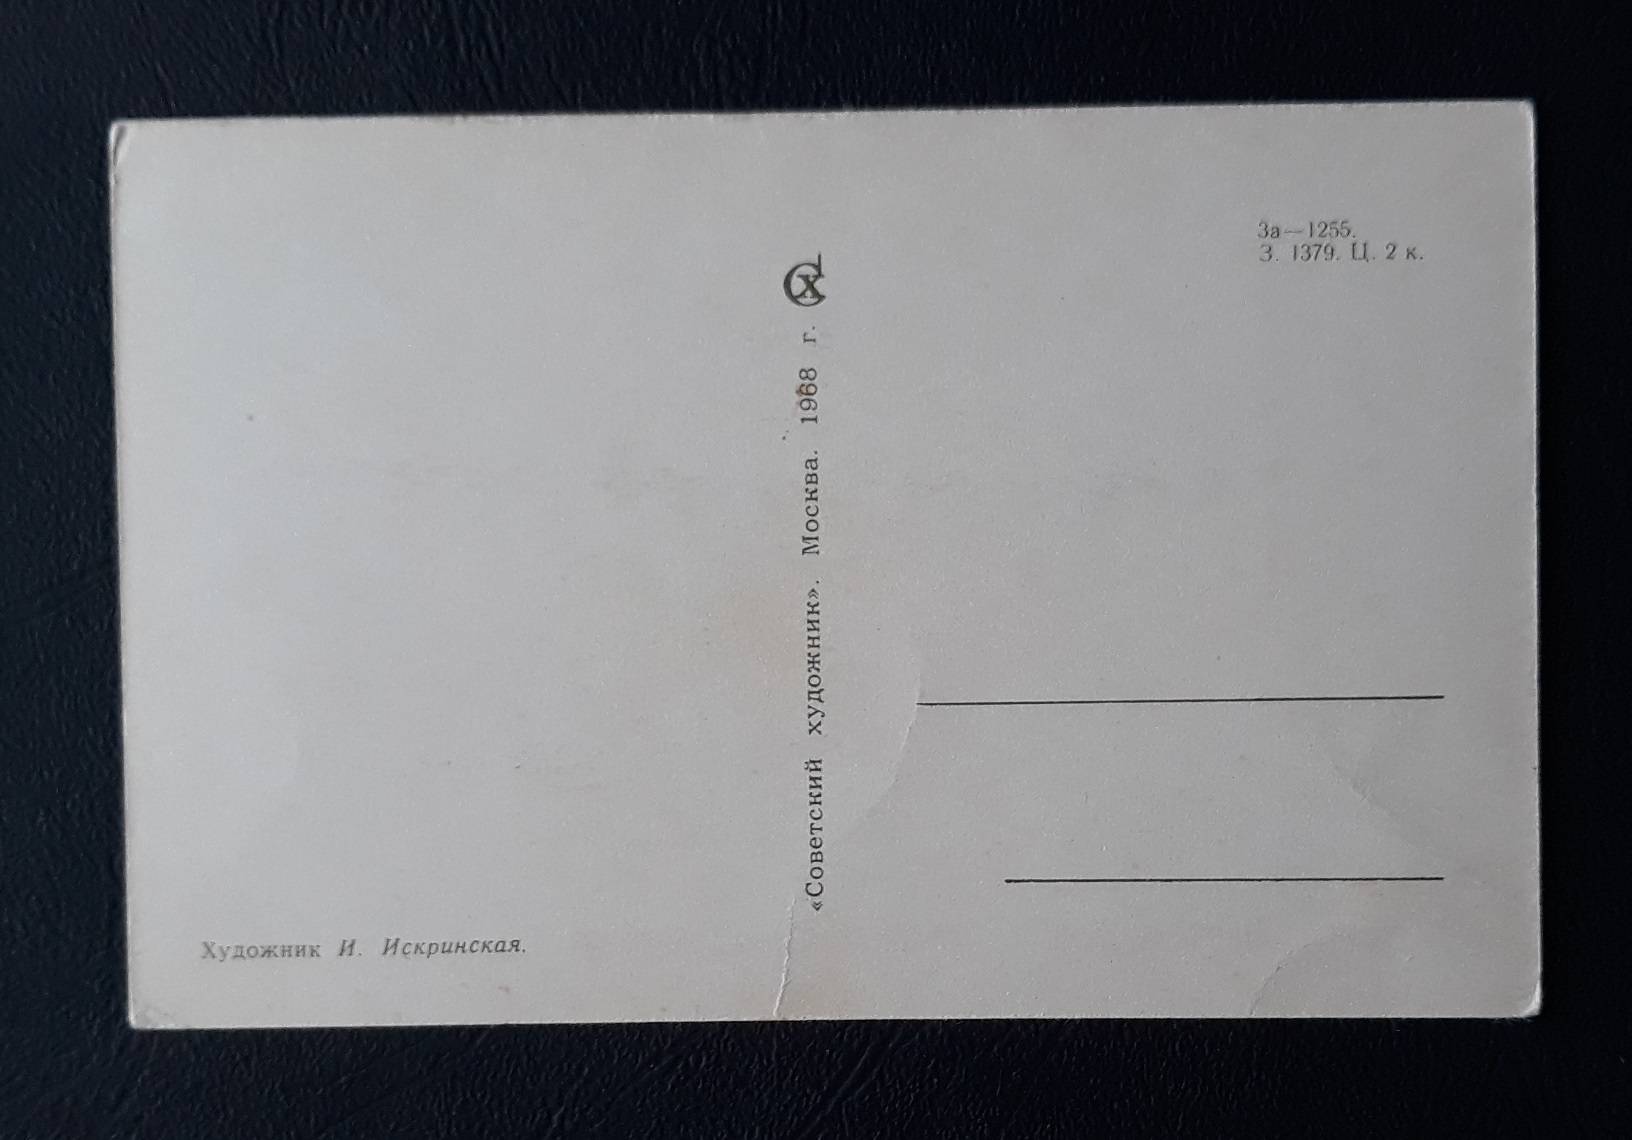 За—1255.
З. 1379. Ц. 2 к.
«Советский художник». Москва. 1968 г. СХ
Художник И. Искринская.